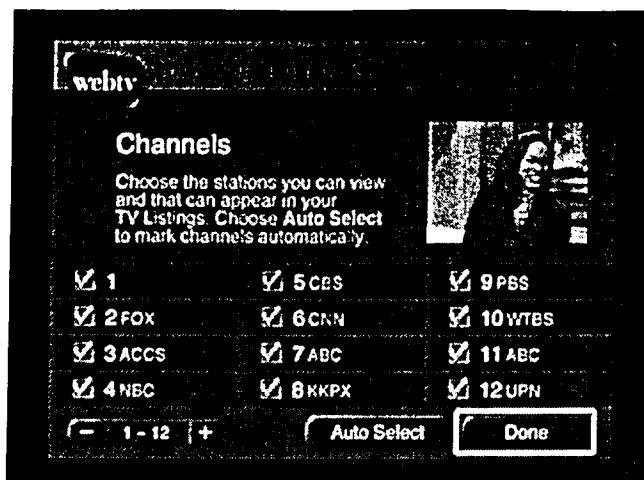 webtv
Channels
Choose the stations you can view
and that can appear in your
TV Listings. Choose Auto Select
to mark channels automatically.
1
5 CBS
9 PBS
2 FOX
6 CNN
10 WTBS
3 ACCS
7 ABC
11 ABC
4 NBC
8 KKPX
12 UPN
− 1 - 12 +
Auto Select
Done